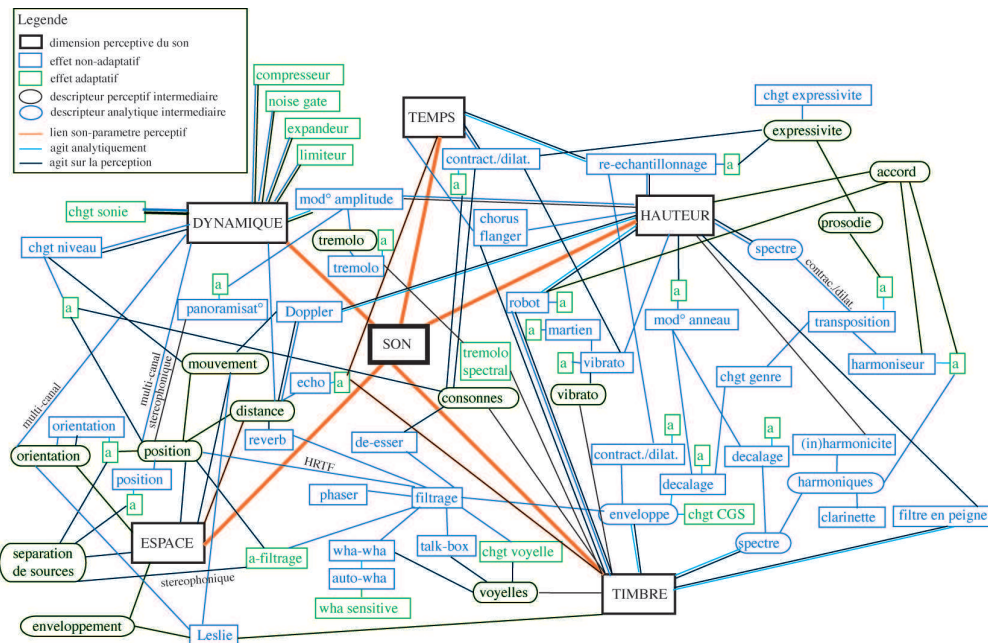 Legende
dimension perceptive du son
effet non-adaptatif
effet adaptatif
descripteur perceptif intermediaire
descripteur analytique intermediaire
lien son-parametre perceptif
agit analytiquement
agit sur la perception
compresseur
noise gate
expandeur
limiteur
chgt sonie
DYNAMIQUE
mod° amplitude
chgt niveau
a
tremolo
a
tremolo
a
panoramisat°
Doppler
TEMPS
contract./dilat.
a
chorus
flanger
re-echantillonnage
a
chgt expressivite
expressivite
accord
HAUTEUR
prosodie
spectre
contrac./dilat.
a
transposition
robot
a
a
martien
a
mod° anneau
harmoniseur
a
a
vibrato
vibrato
chgt genre
SON
tremolo
spectral
mouvement
multi-canal
multi-canal
stereophonique
echo
a
consonnes
distance
reverb
de-esser
orientation
orientation
a
position
position
a
HRTF
phaser
filtrage
contract./dilat.
a
a
decalage
a
decalage
(in)harmonicite
harmoniques
clarinette
filtre en peigne
enveloppe
chgt CGS
spectre
ESPACE
separation
de sources
stereophonique
a-filtrage
wha-wha
talk-box
chgt voyelle
auto-wha
wha sensitive
voyelles
TIMBRE
enveloppement
Leslie